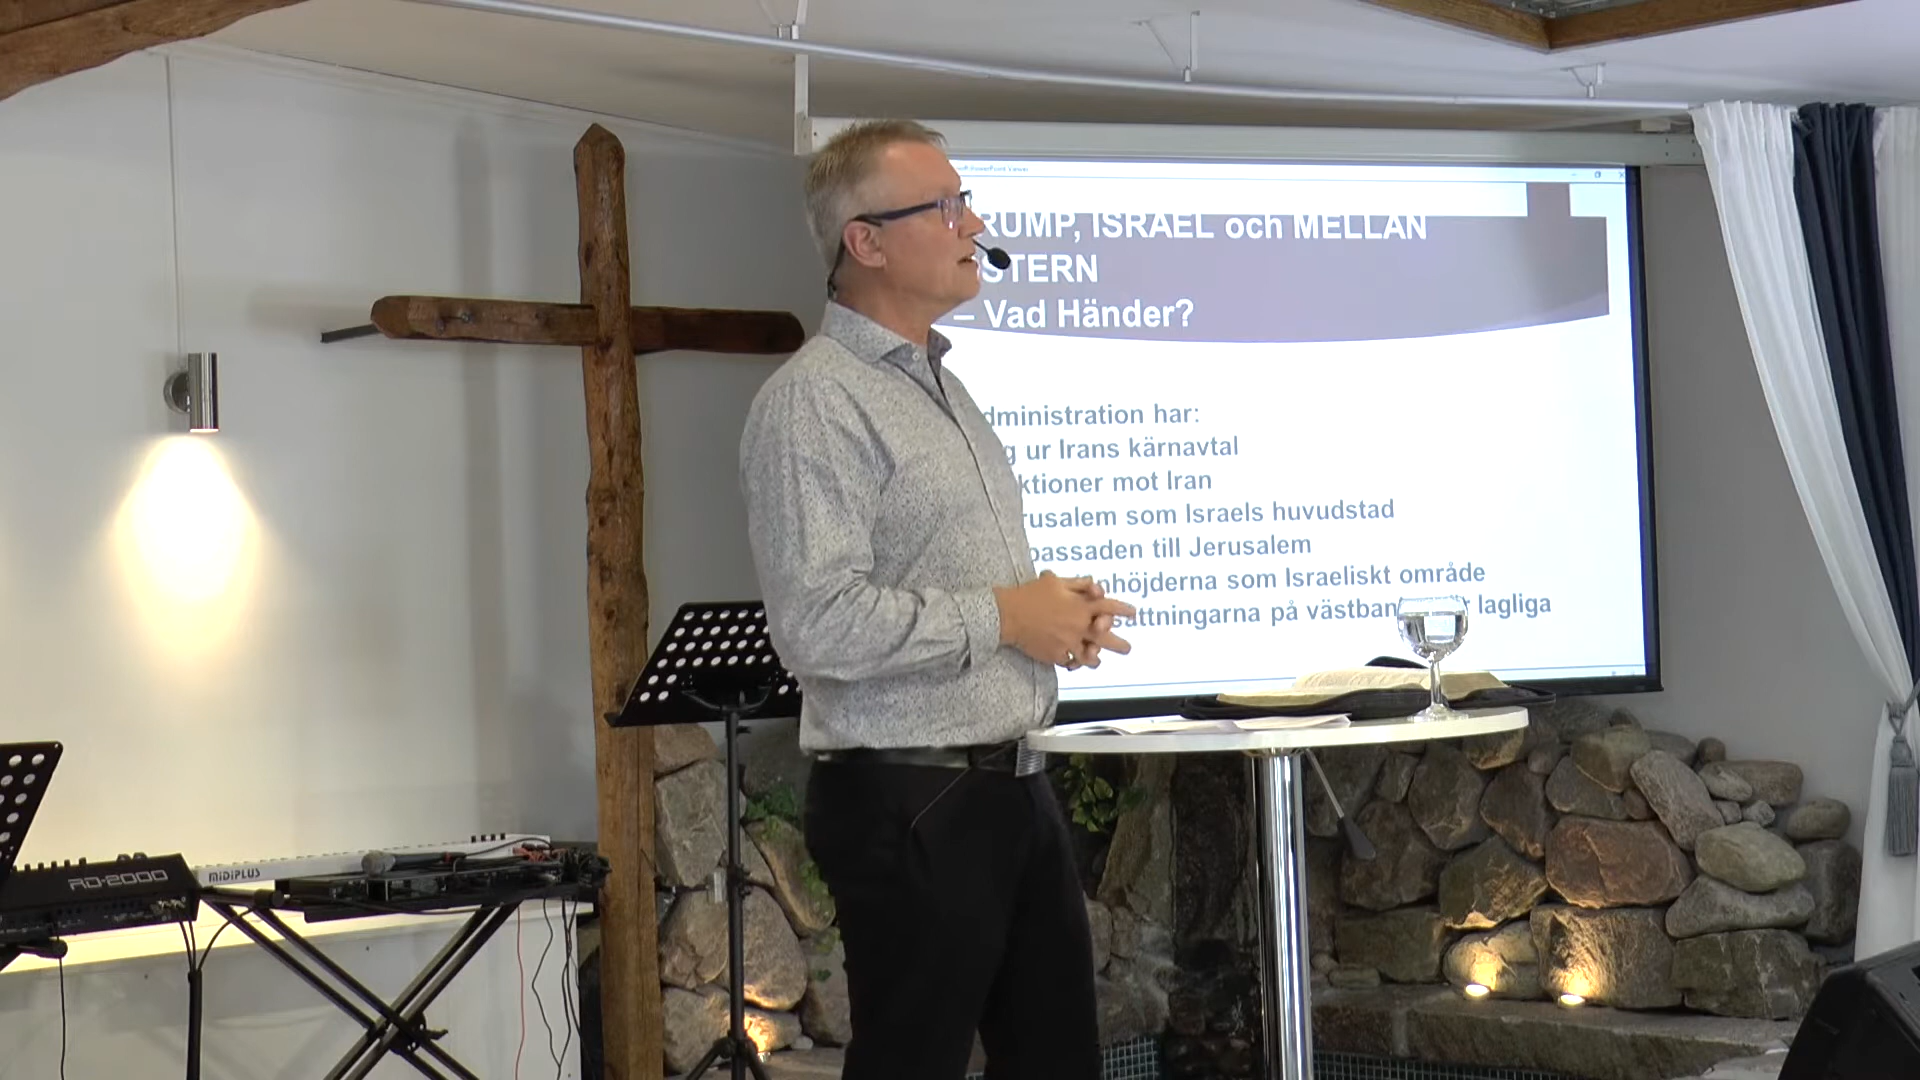 RUMP, ISRAEL och MELLAN
STERN
– Vad Händer?
dministration har:
g ur Irans kärnavtal
ktioner mot Iran
rusalem som Israels huvudstad
passaden till Jerusalem
nhöjderna som Israeliskt område
sättningarna på västban lagliga
RD-2000
MiDiPLUS